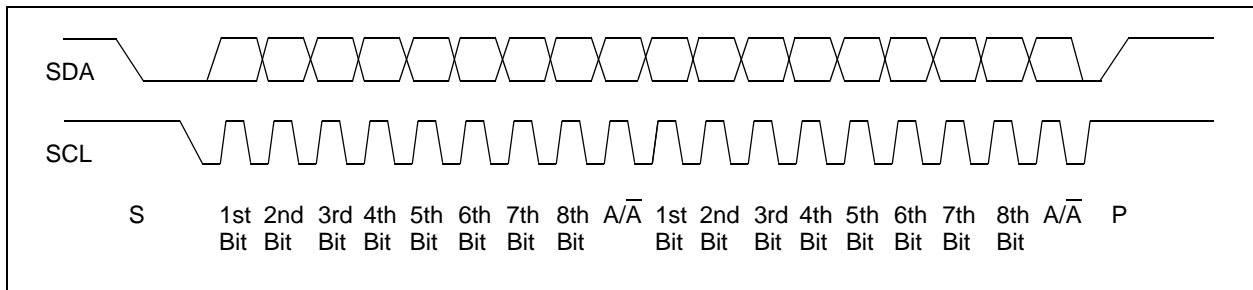 SDA
SCL
S 1st 2nd 3rd 4th 5th 6th 7th 8th A/A̅ 1st 2nd 3rd 4th 5th 6th 7th 8th A/A̅ P
Bit Bit Bit Bit Bit Bit Bit Bit Bit Bit Bit Bit Bit Bit Bit Bit